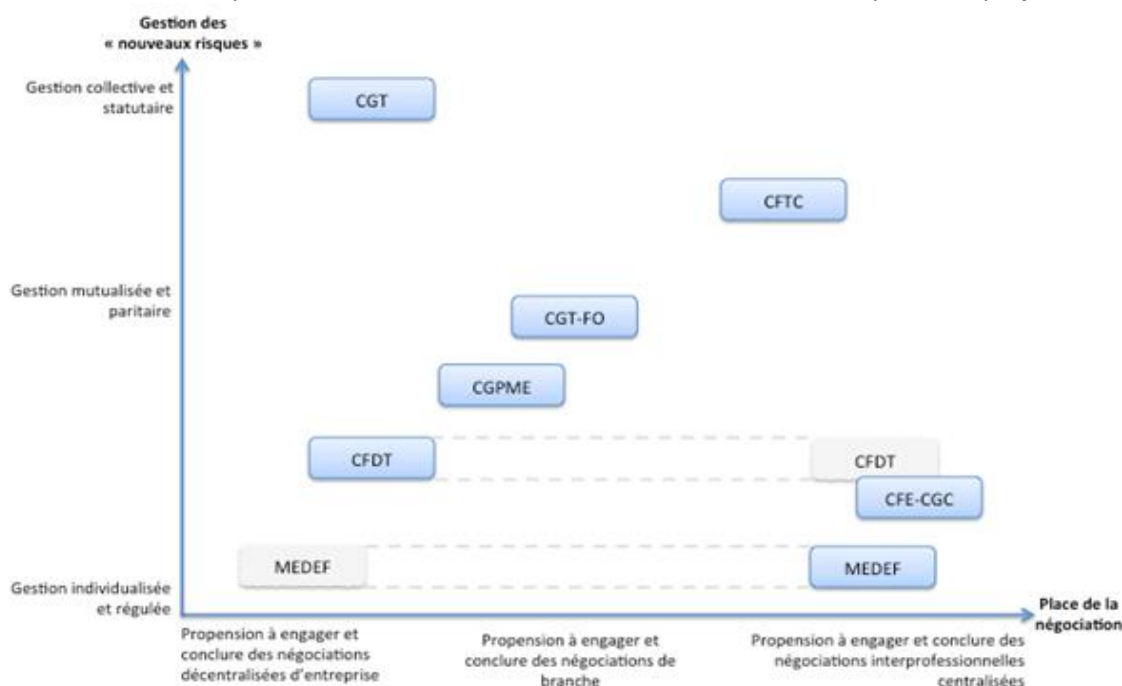 Gestion des
« nouveaux risques »
Gestion collective et
statutaire
CGT
CFTC
Gestion mutualisée et
paritaire
CGT-FO
CGPME
CFDT
CFDT
CFE-CGC
MEDEF
MEDEF
Gestion individualisée
et régulée
Place de la
négociation
Propension à engager et
conclure des négociations
décentralisées d'entreprise
Propension à engager et
conclure des négociations de
branche
Propension à engager et conclure des
négociations interprofessionnelles
centralisées